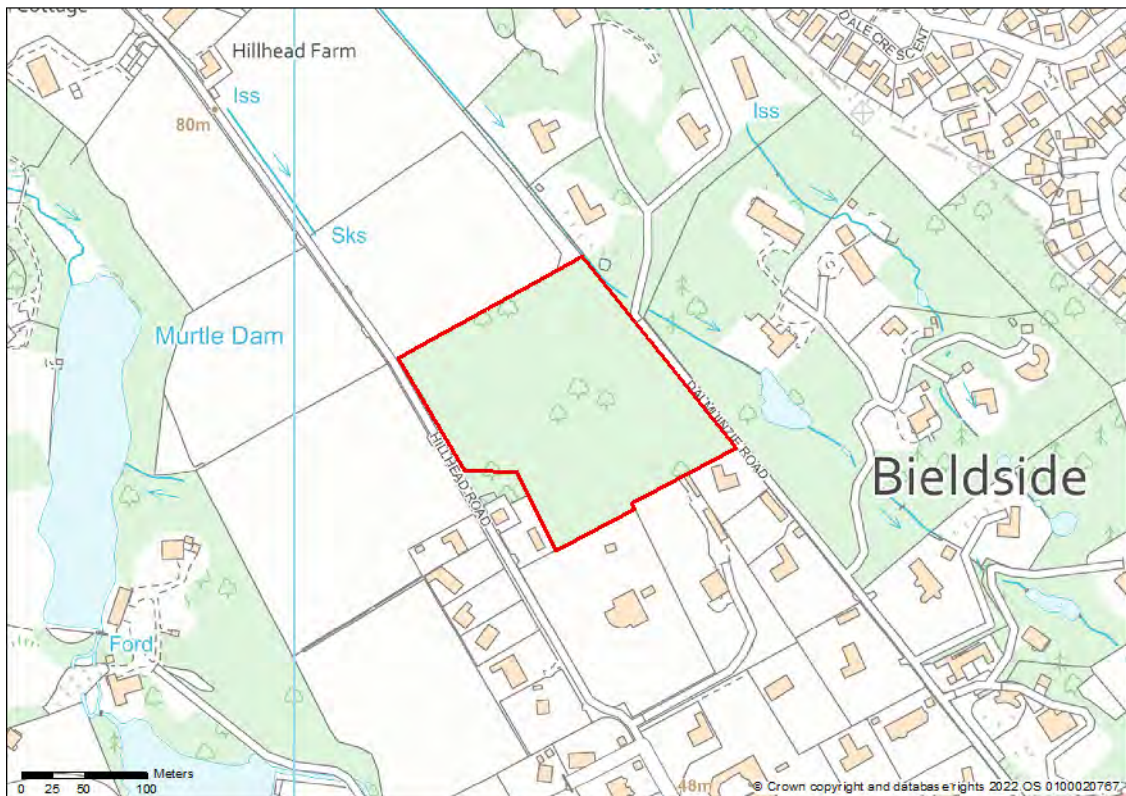 DALE CRESCENT
Hillhead Farm
Iss
80m
Iss
Sks
Murtle Dam
DALMUINZIE ROAD
HILLHEAD ROAD
Bieldside
Ford
Meters
0 25 50 100
48m
© Crown copyright and database rights 2022 OS 0100020767